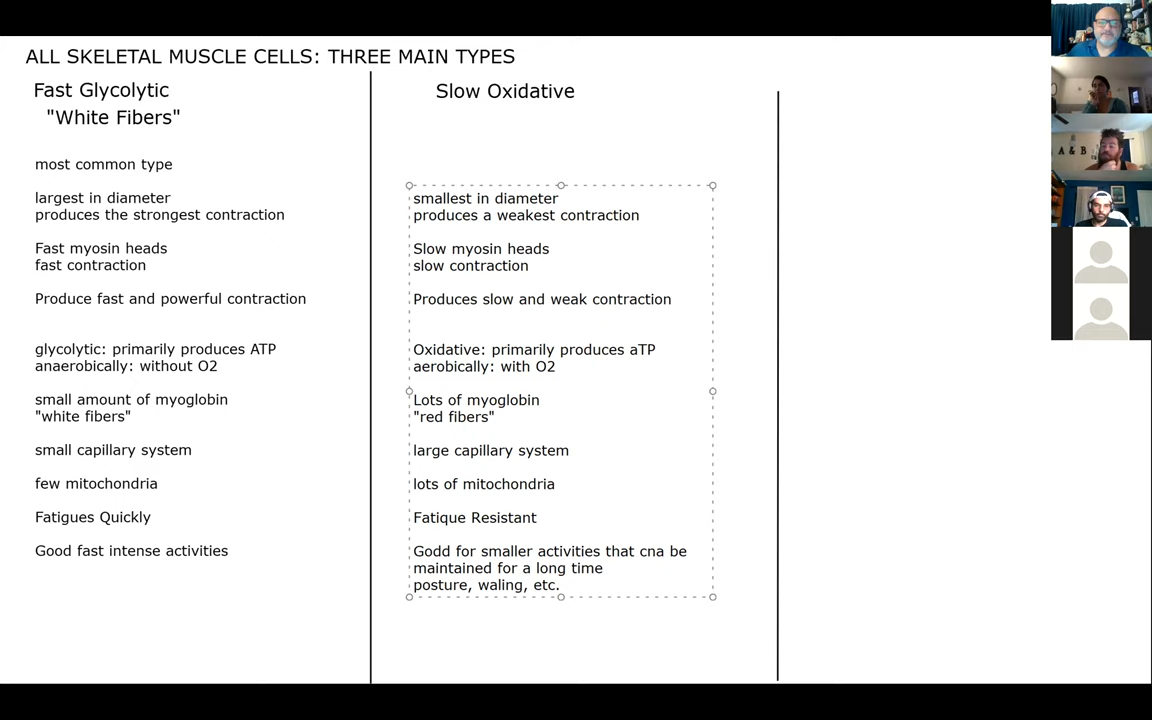 ALL SKELETAL MUSCLE CELLS: THREE MAIN TYPES
Fast Glycolytic
"White Fibers"
most common type
largest in diameter
produces the strongest contraction
Fast myosin heads
fast contraction
Produce fast and powerful contraction
glycolytic: primarily produces ATP
anaerobically: without O2
small amount of myoglobin
"white fibers"
small capillary system
few mitochondria
Fatigues Quickly
Good fast intense activities
Slow Oxidative
smallest in diameter
produces a weakest contraction
Slow myosin heads
slow contraction
Produces slow and weak contraction
Oxidative: primarily produces aTP
aerobically: with O2
Lots of myoglobin
"red fibers"
large capillary system
lots of mitochondria
Fatique Resistant
Godd for smaller activities that cna be
maintained for a long time
posture, waling, etc.
A & B